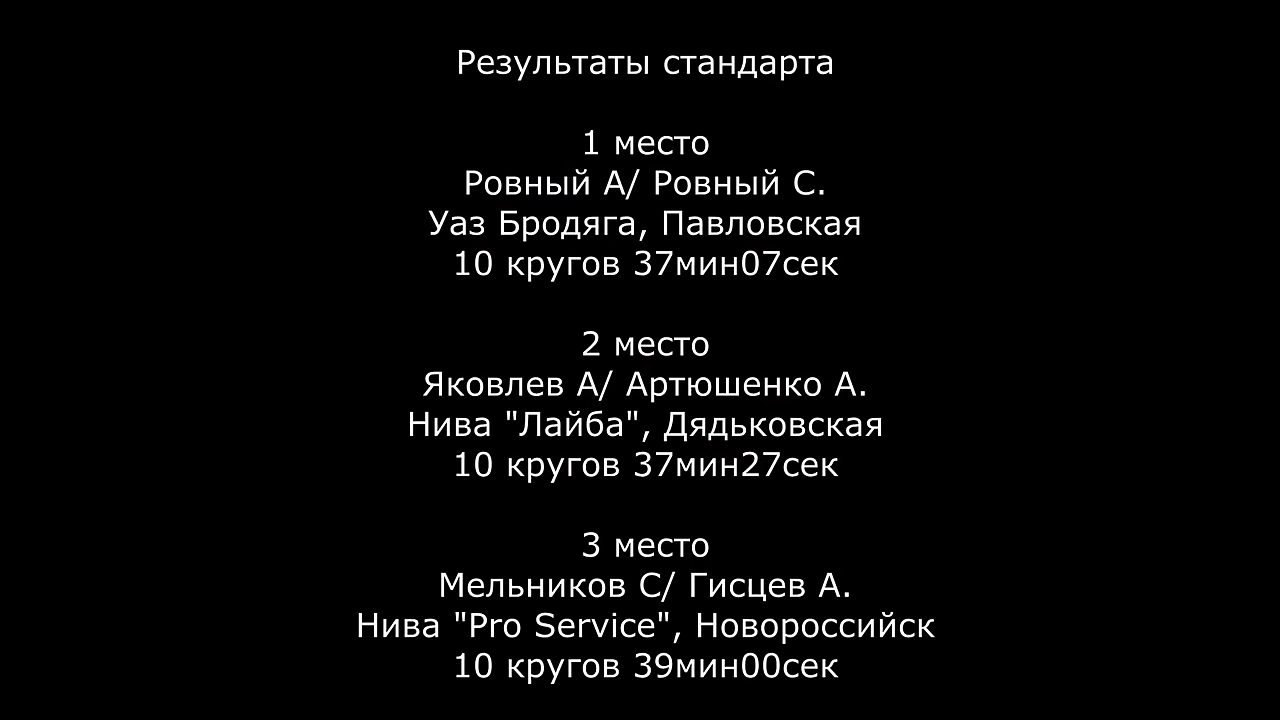 Результаты стандарта
1 место
Ровный А/ Ровный С.
Уаз Бродяга, Павловская
10 кругов 37мин07сек
2 место
Яковлев А/ Артюшенко А.
Нива "Лайба", Дядьковская
10 кругов 37мин27сек
3 место
Мельников С/ Гисцев А.
Нива "Pro Service", Новороссийск
10 кругов 39мин00сек